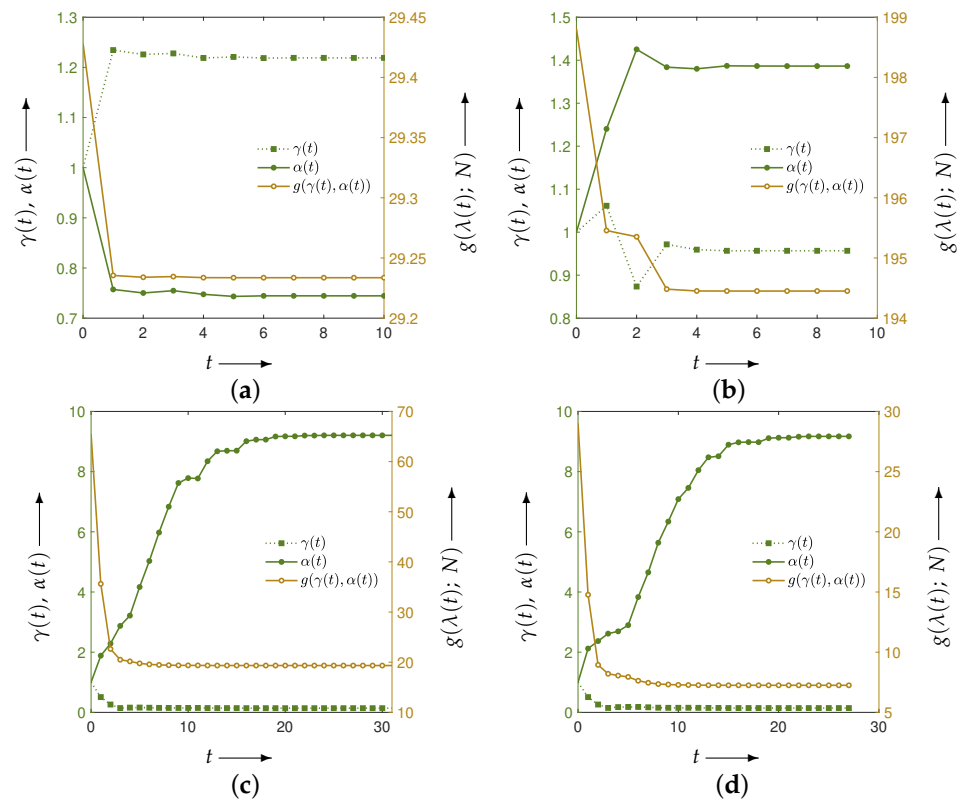 1.3
1.2
1.1
1
0.9
0.8
0.7
29.45
29.4
29.35
29.3
29.25
29.2
0 2 4 6 8 10
γ(t), α(t)
g(λ(t); N)
γ(t)
α(t)
g(γ(t), α(t))
t
(a)
1.5
1.4
1.3
1.2
1.1
1
0.9
0.8
199
198
197
196
195
194
0 2 4 6 8 10
γ(t), α(t)
g(λ(t); N)
γ(t)
α(t)
g(γ(t), α(t))
t
(b)
10
8
6
4
2
0
70
60
50
40
30
20
10
0 10 20 30
γ(t), α(t)
g(λ(t); N)
γ(t)
α(t)
g(γ(t), α(t))
t
(c)
10
8
6
4
2
0
30
25
20
15
10
5
0 10 20 30
γ(t), α(t)
g(λ(t); N)
γ(t)
α(t)
g(γ(t), α(t))
t
(d)